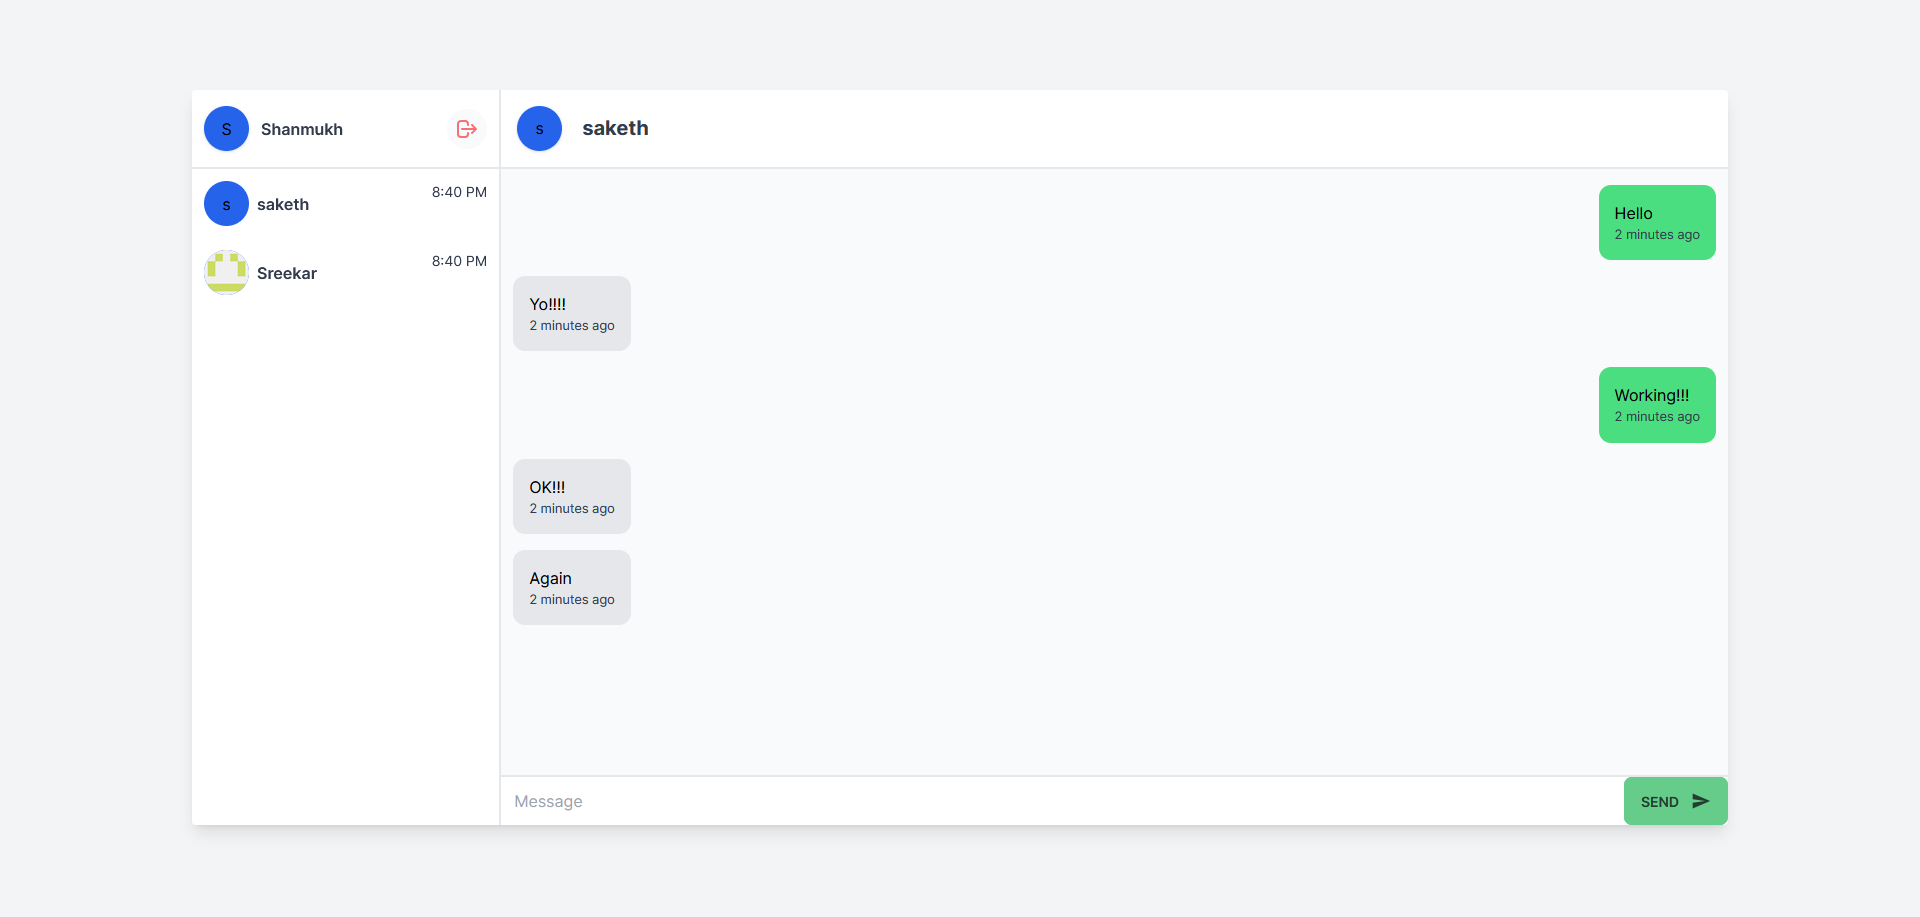 S Shanmukh
s saketh 8:40 PM
Sreekar 8:40 PM
s saketh
Hello
2 minutes ago
Yo!!!!
2 minutes ago
Working!!!
2 minutes ago
OK!!!
2 minutes ago
Again
2 minutes ago
Message
SEND